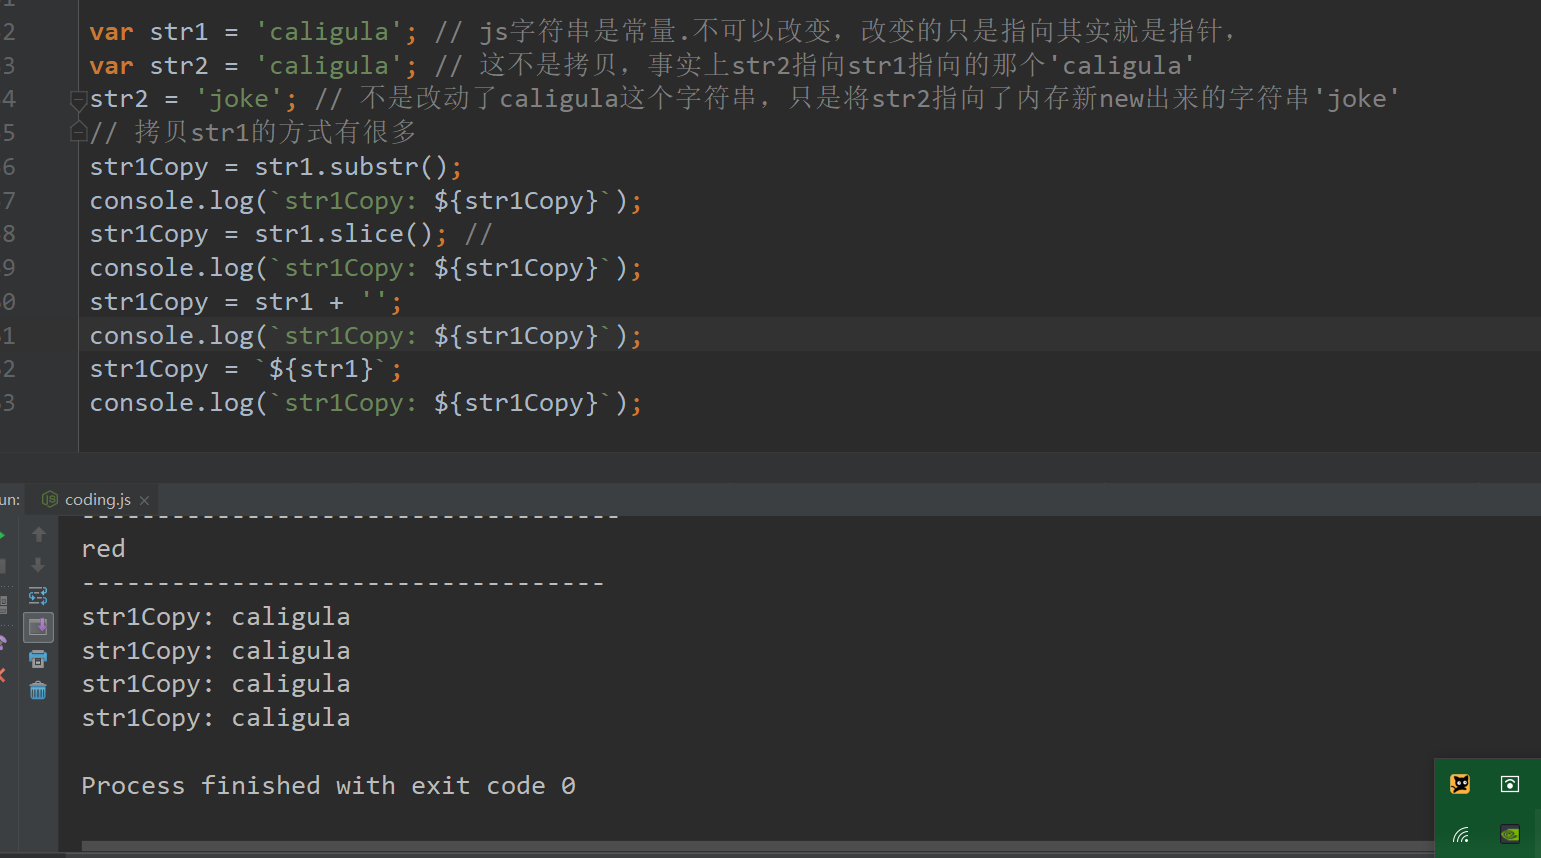 2 var str1 = 'caligula'; // js字符串是常量.不可以改变，改变的只是指向其实就是指针，
3 var str2 = 'caligula'; // 这不是拷贝，事实上str2指向str1指向的那个'caligula'
4 str2 = 'joke'; // 不是改动了caligula这个字符串，只是将str2指向了内存新new出来的字符串'joke'
5 // 拷贝str1的方式有很多
6 str1Copy = str1.substr();
7 console.log(`str1Copy: ${str1Copy}`);
8 str1Copy = str1.slice(); //
9 console.log(`str1Copy: ${str1Copy}`);
0 str1Copy = str1 + '';
1 console.log(`str1Copy: ${str1Copy}`);
2 str1Copy = `${str1}`;
3 console.log(`str1Copy: ${str1Copy}`);
un: coding.js
------------------------------------
red
-----------------------------------
str1Copy: caligula
str1Copy: caligula
str1Copy: caligula
str1Copy: caligula
Process finished with exit code 0